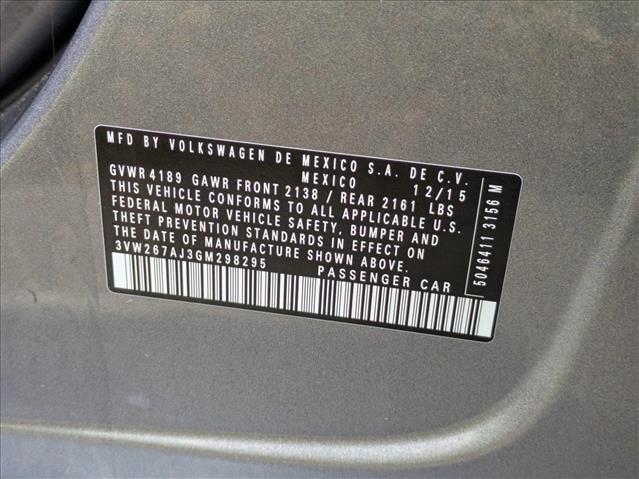 MFD BY VOLKSWAGEN DE MEXICO S.A. DE C.V.
MEXICO 12/15
GVWR 4189 GAWR FRONT 2138 / REAR 2161 LBS
THIS VEHICLE CONFORMS TO ALL APPLICABLE U.S.
FEDERAL MOTOR VEHICLE SAFETY, BUMPER AND
THEFT PREVENTION STANDARDS IN EFFECT ON
THE DATE OF MANUFACTURE SHOWN ABOVE.
3VW267AJ3GM298295 PASSENGER CAR
50464113156 M